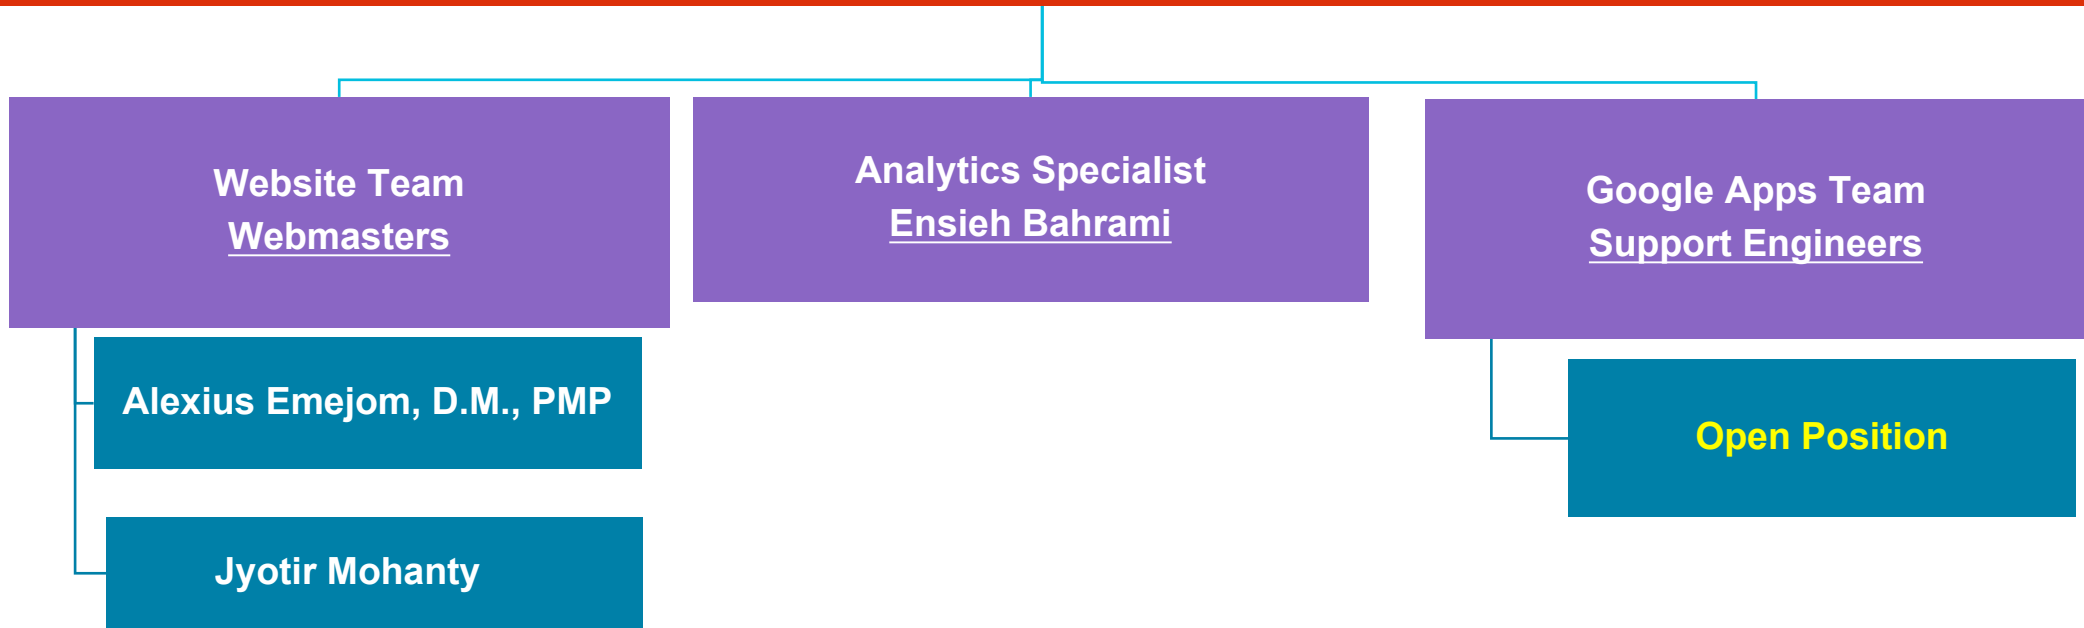 Website Team
Webmasters
Analytics Specialist
Ensieh Bahrami
Google Apps Team
Support Engineers
Alexius Emejom, D.M., PMP
Open Position
Jyotir Mohanty